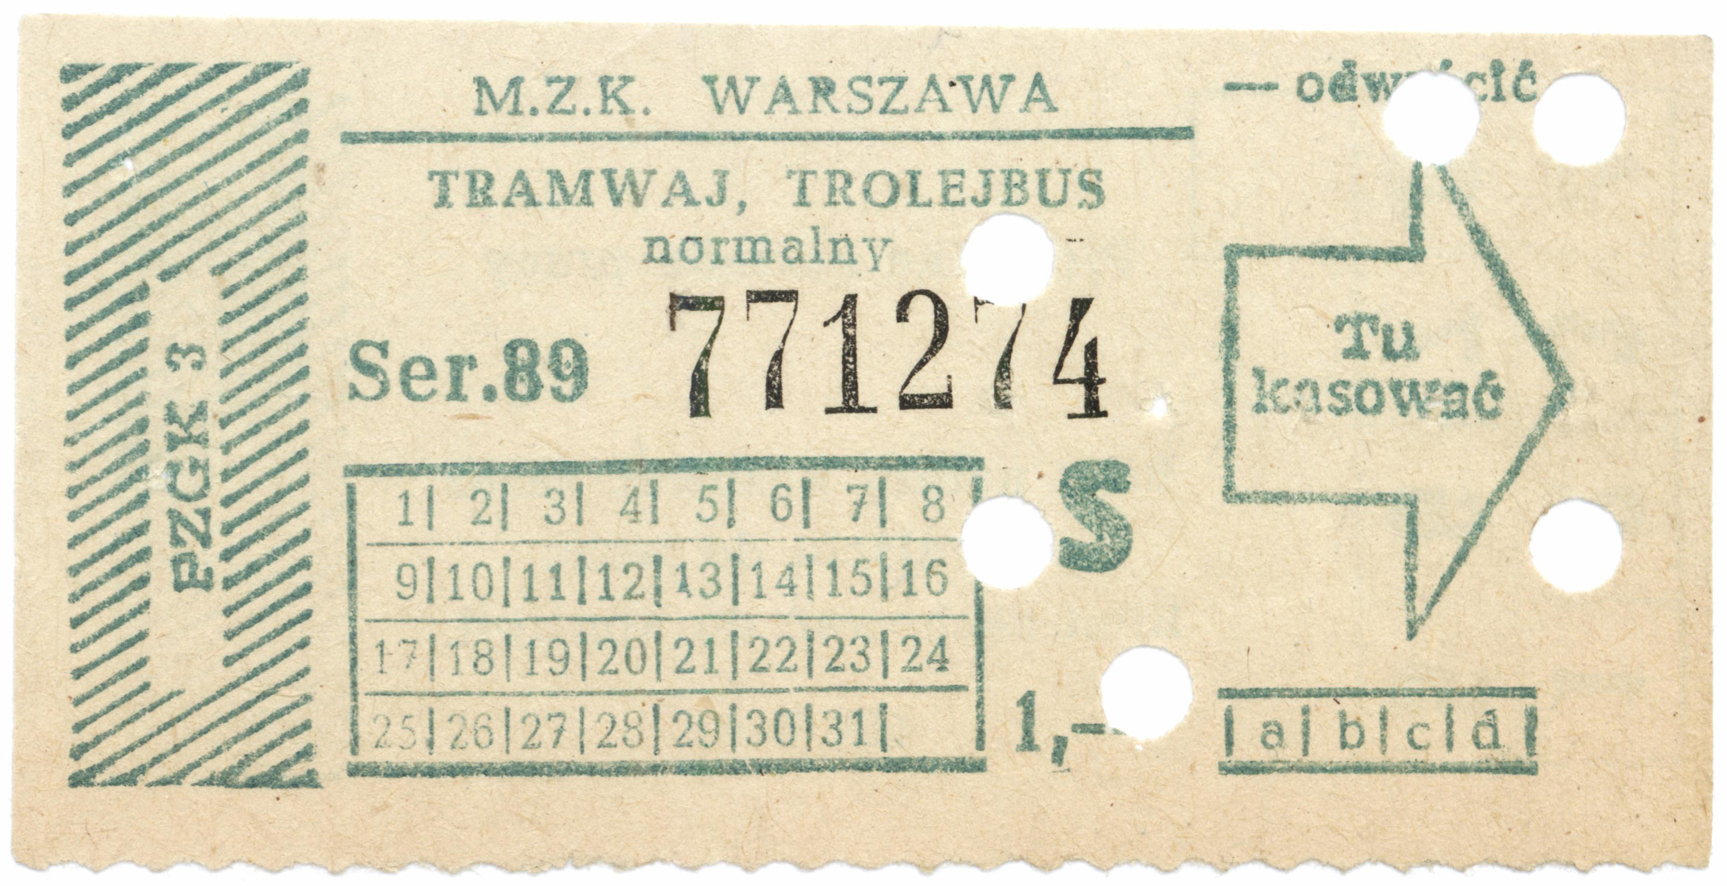 M.Z.K. WARSZAWA
TRAMWAJ, TROLEJBUS
normalny
Ser.89 771274
PZGK 3
1| 2| 3| 4| 5| 6| 7| 8
9|10|11|12|13|14|15|16
17|18|19|20|21|22|23|24
25|26|27|28|29|30|31|
S
1,-
—
Tu
kasować
|a|b|c|d|